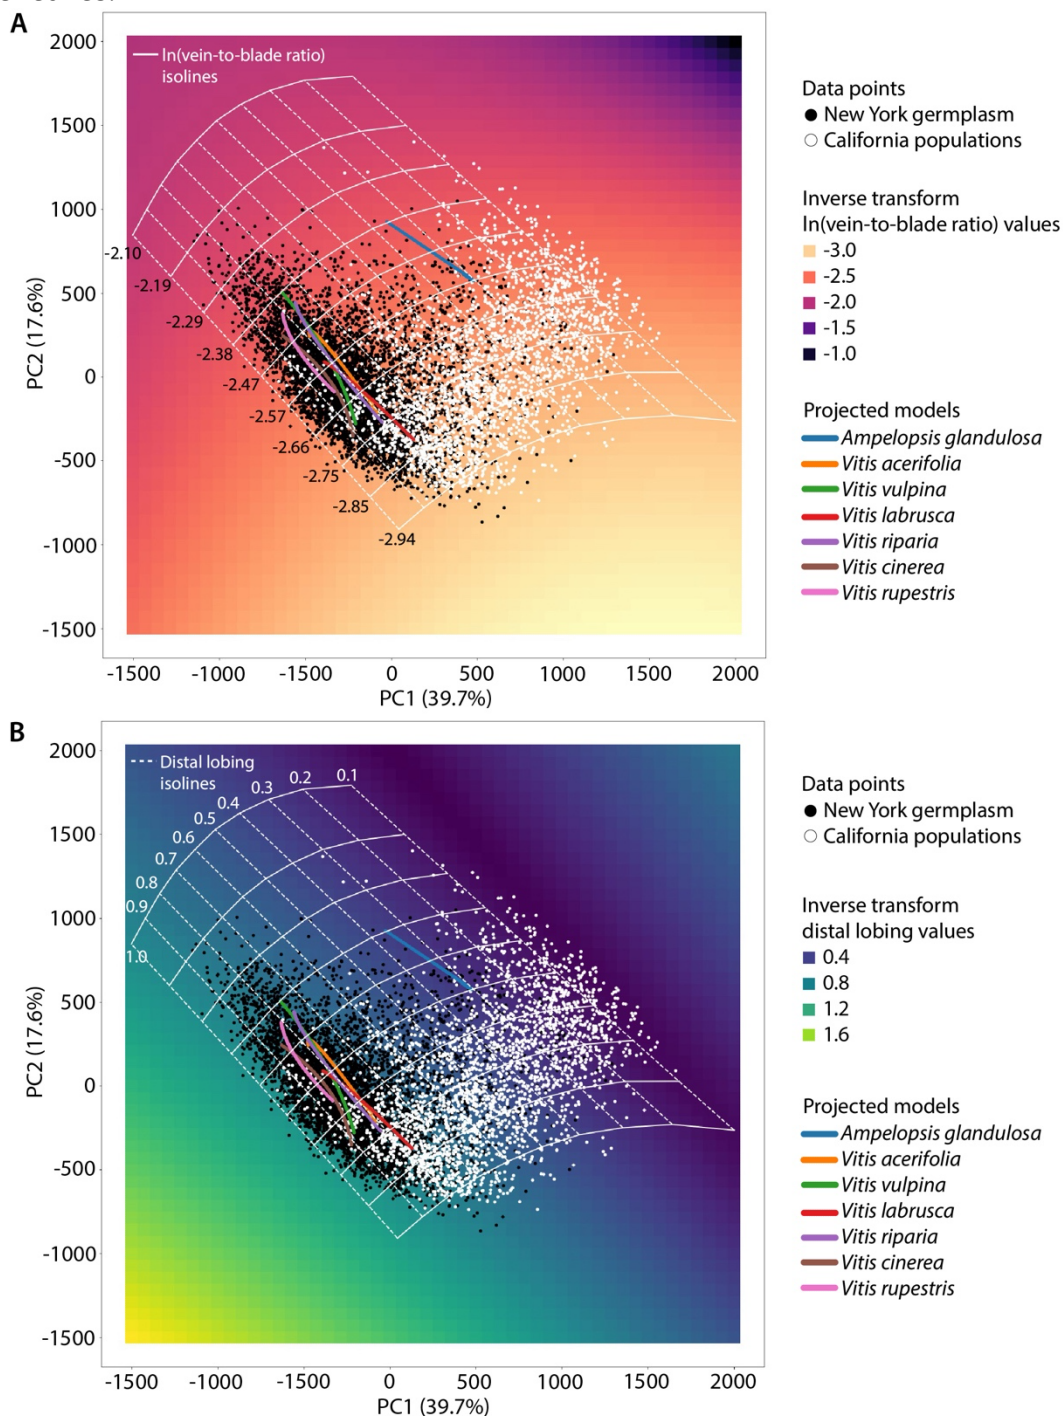 A
2000
1500
1000
500
0
-500
-1000
-1500
PC2 (17.6%)
ln(vein-to-blade ratio)
isolines
-2.10
-2.19
-2.29
-2.38
-2.47
-2.57
-2.66
-2.75
-2.85
-2.94
-1500 -1000 -1500 0 500 1000 1500 2000
PC1 (39.7%)
Data points
New York germplasm
California populations
Inverse transform
ln(vein-to-blade ratio) values
-3.0
-2.5
-2.0
-1.5
-1.0
Projected models
Ampelopsis glandulosa
Vitis acerifolia
Vitis vulpina
Vitis labrusca
Vitis riparia
Vitis cinerea
Vitis rupestris
B
2000
1500
1000
500
0
-500
-1000
-1500
PC2 (17.6%)
Distal lobing
isolines
0.1
0.2
0.3
0.4
0.5
0.6
0.7
0.8
0.9
1.0
-1500 -1000 -1500 0 500 1000 1500 2000
PC1 (39.7%)
Data points
New York germplasm
California populations
Inverse transform
distal lobing values
0.4
0.8
1.2
1.6
Projected models
Ampelopsis glandulosa
Vitis acerifolia
Vitis vulpina
Vitis labrusca
Vitis riparia
Vitis cinerea
Vitis rupestris